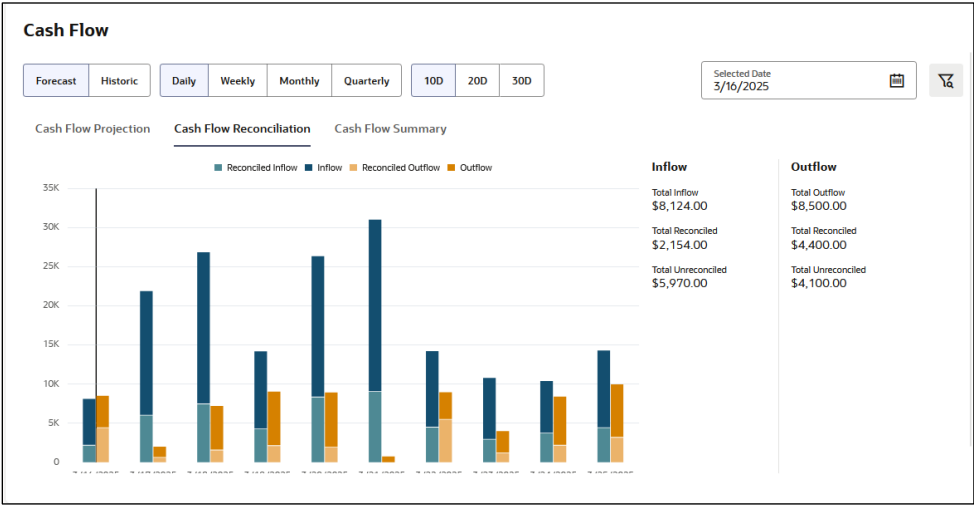 Cash Flow
Forecast Historic Daily Weekly Monthly Quarterly 10D 20D 30D
Selected Date
3/16/2025
Cash Flow Projection Cash Flow Reconciliation Cash Flow Summary
Reconciled Inflow Inflow Reconciled Outflow Outflow
35K
30K
25K
20K
15K
10K
5K
0
Inflow
Total Inflow
$8,124.00
Total Reconciled
$2,154.00
Total Unreconciled
$5,970.00
Outflow
Total Outflow
$8,500.00
Total Reconciled
$4,400.00
Total Unreconciled
$4,100.00